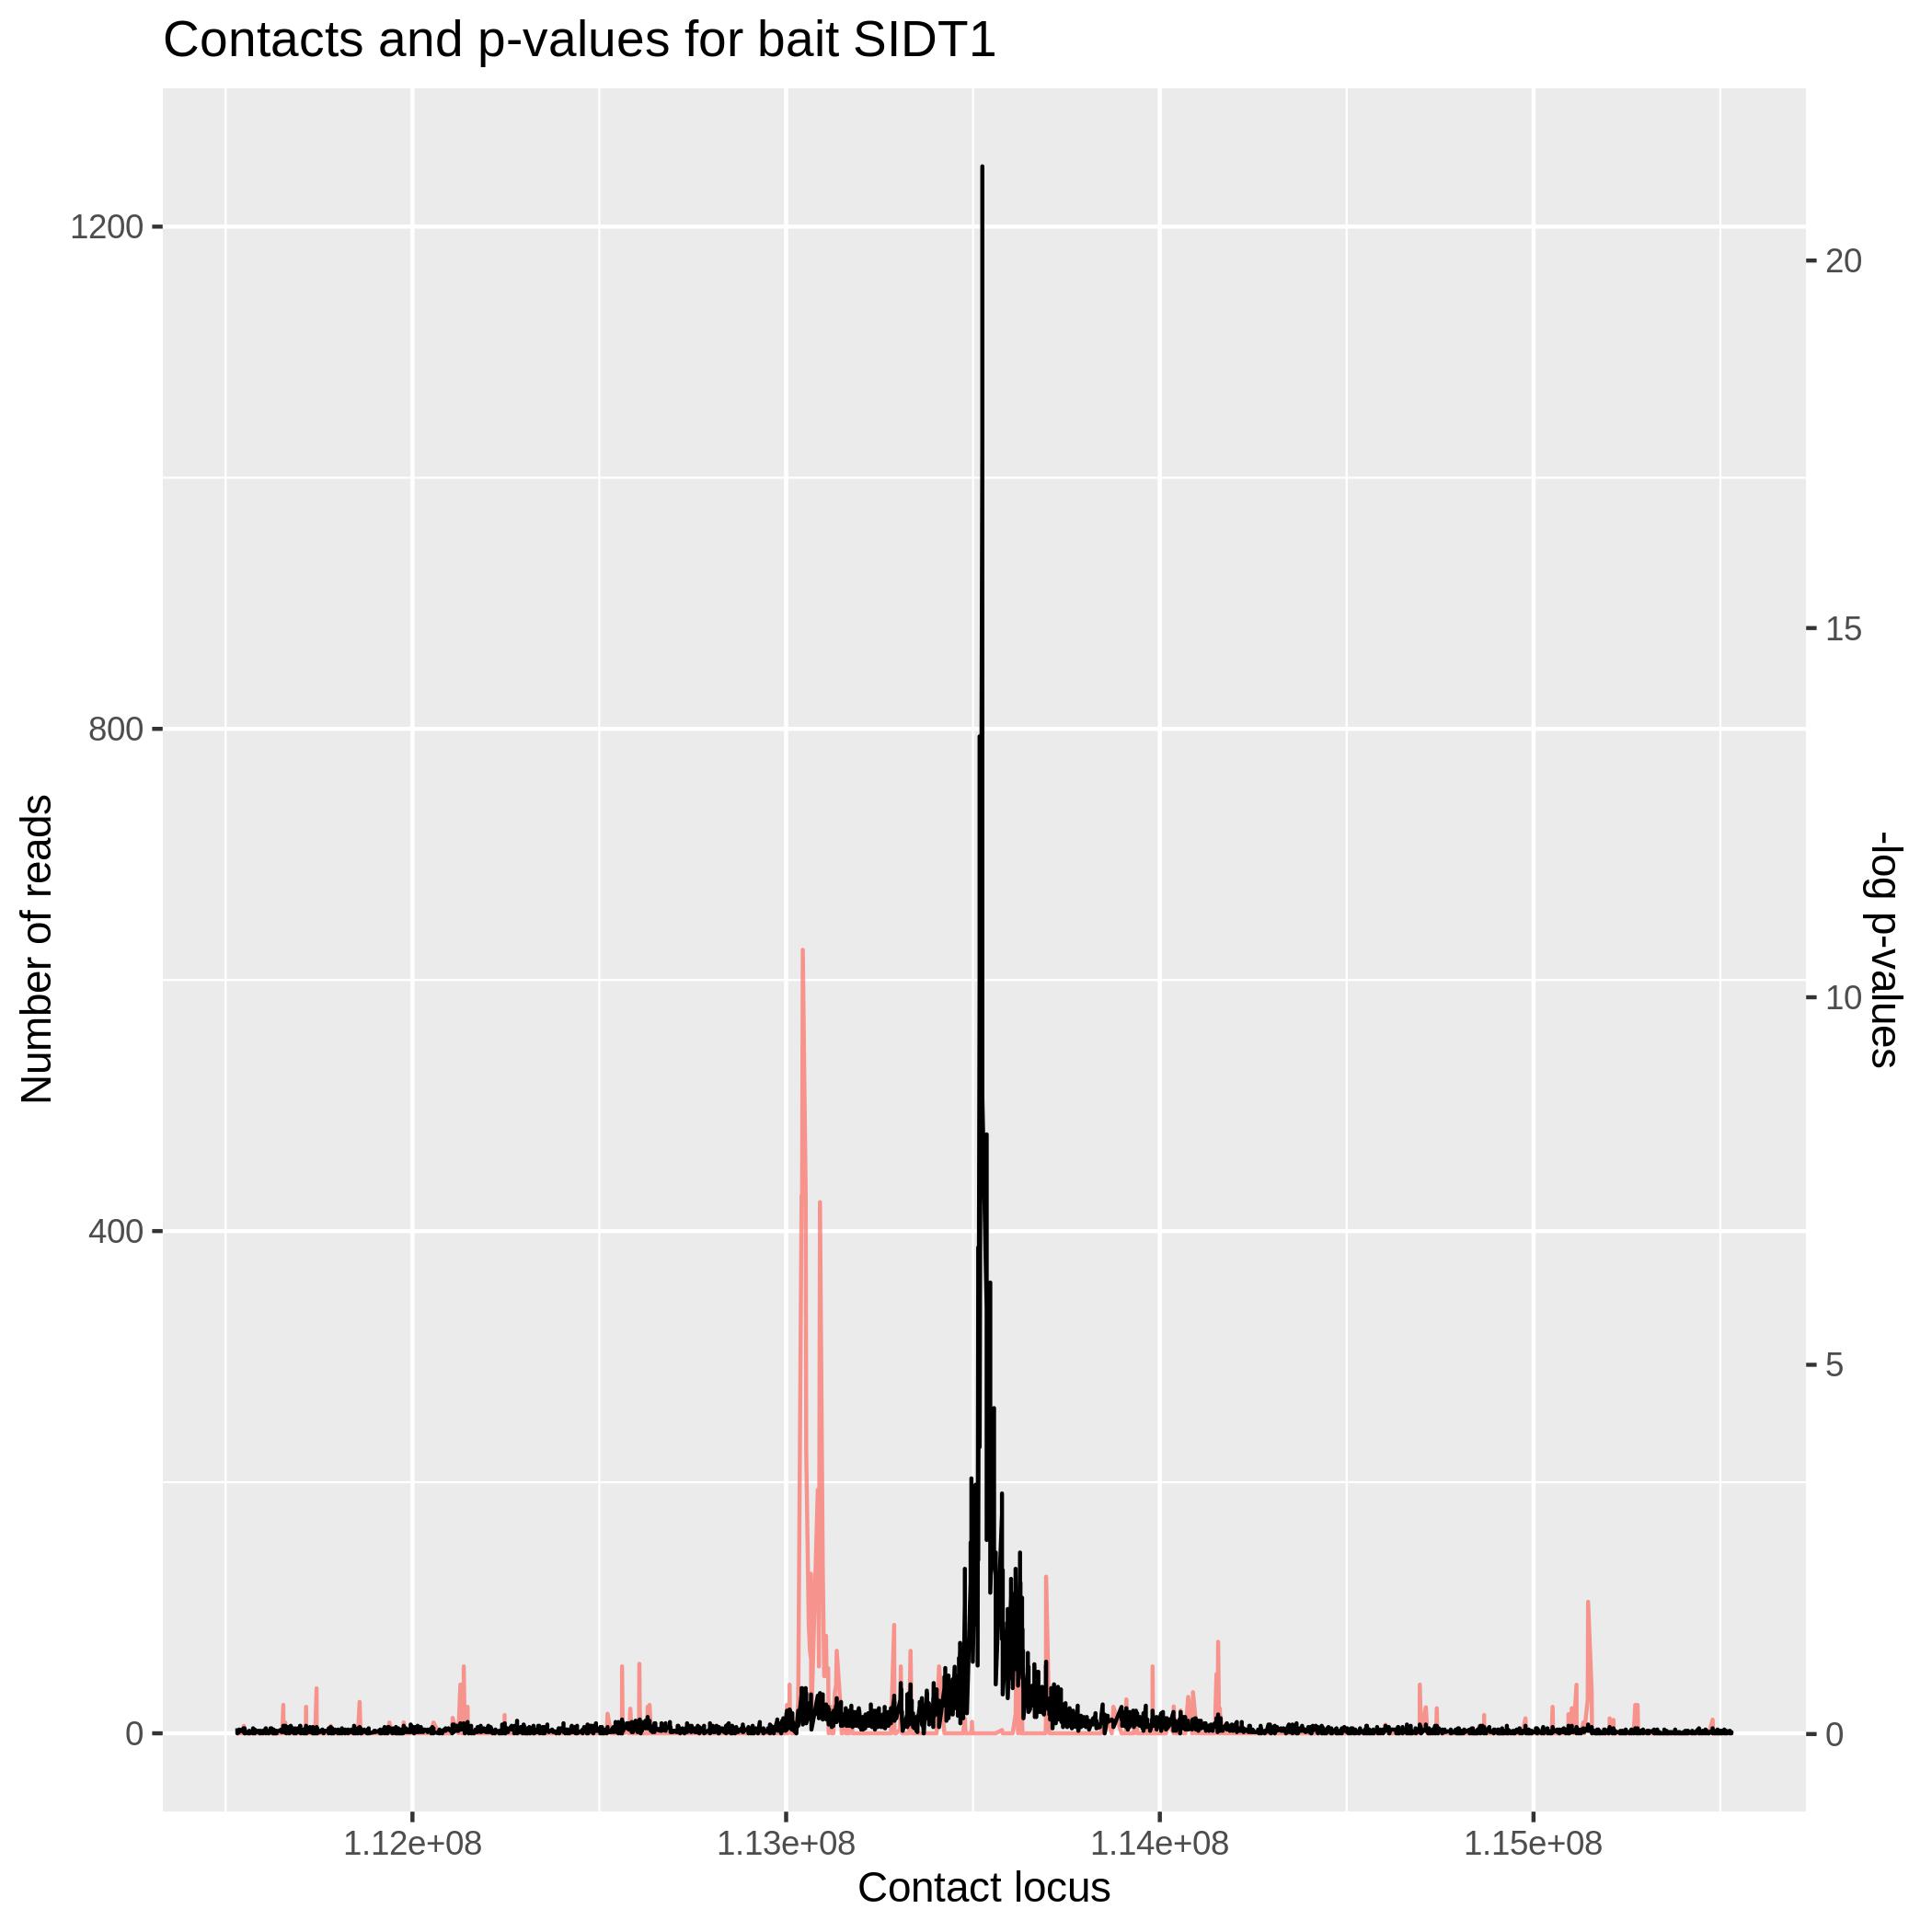 Contacts and p-values for bait SIDT1
1200
800
400
0
Number of reads
20
15
10
5
0
-log p-values
1.12e+08
1.13e+08
1.14e+08
1.15e+08
Contact locus